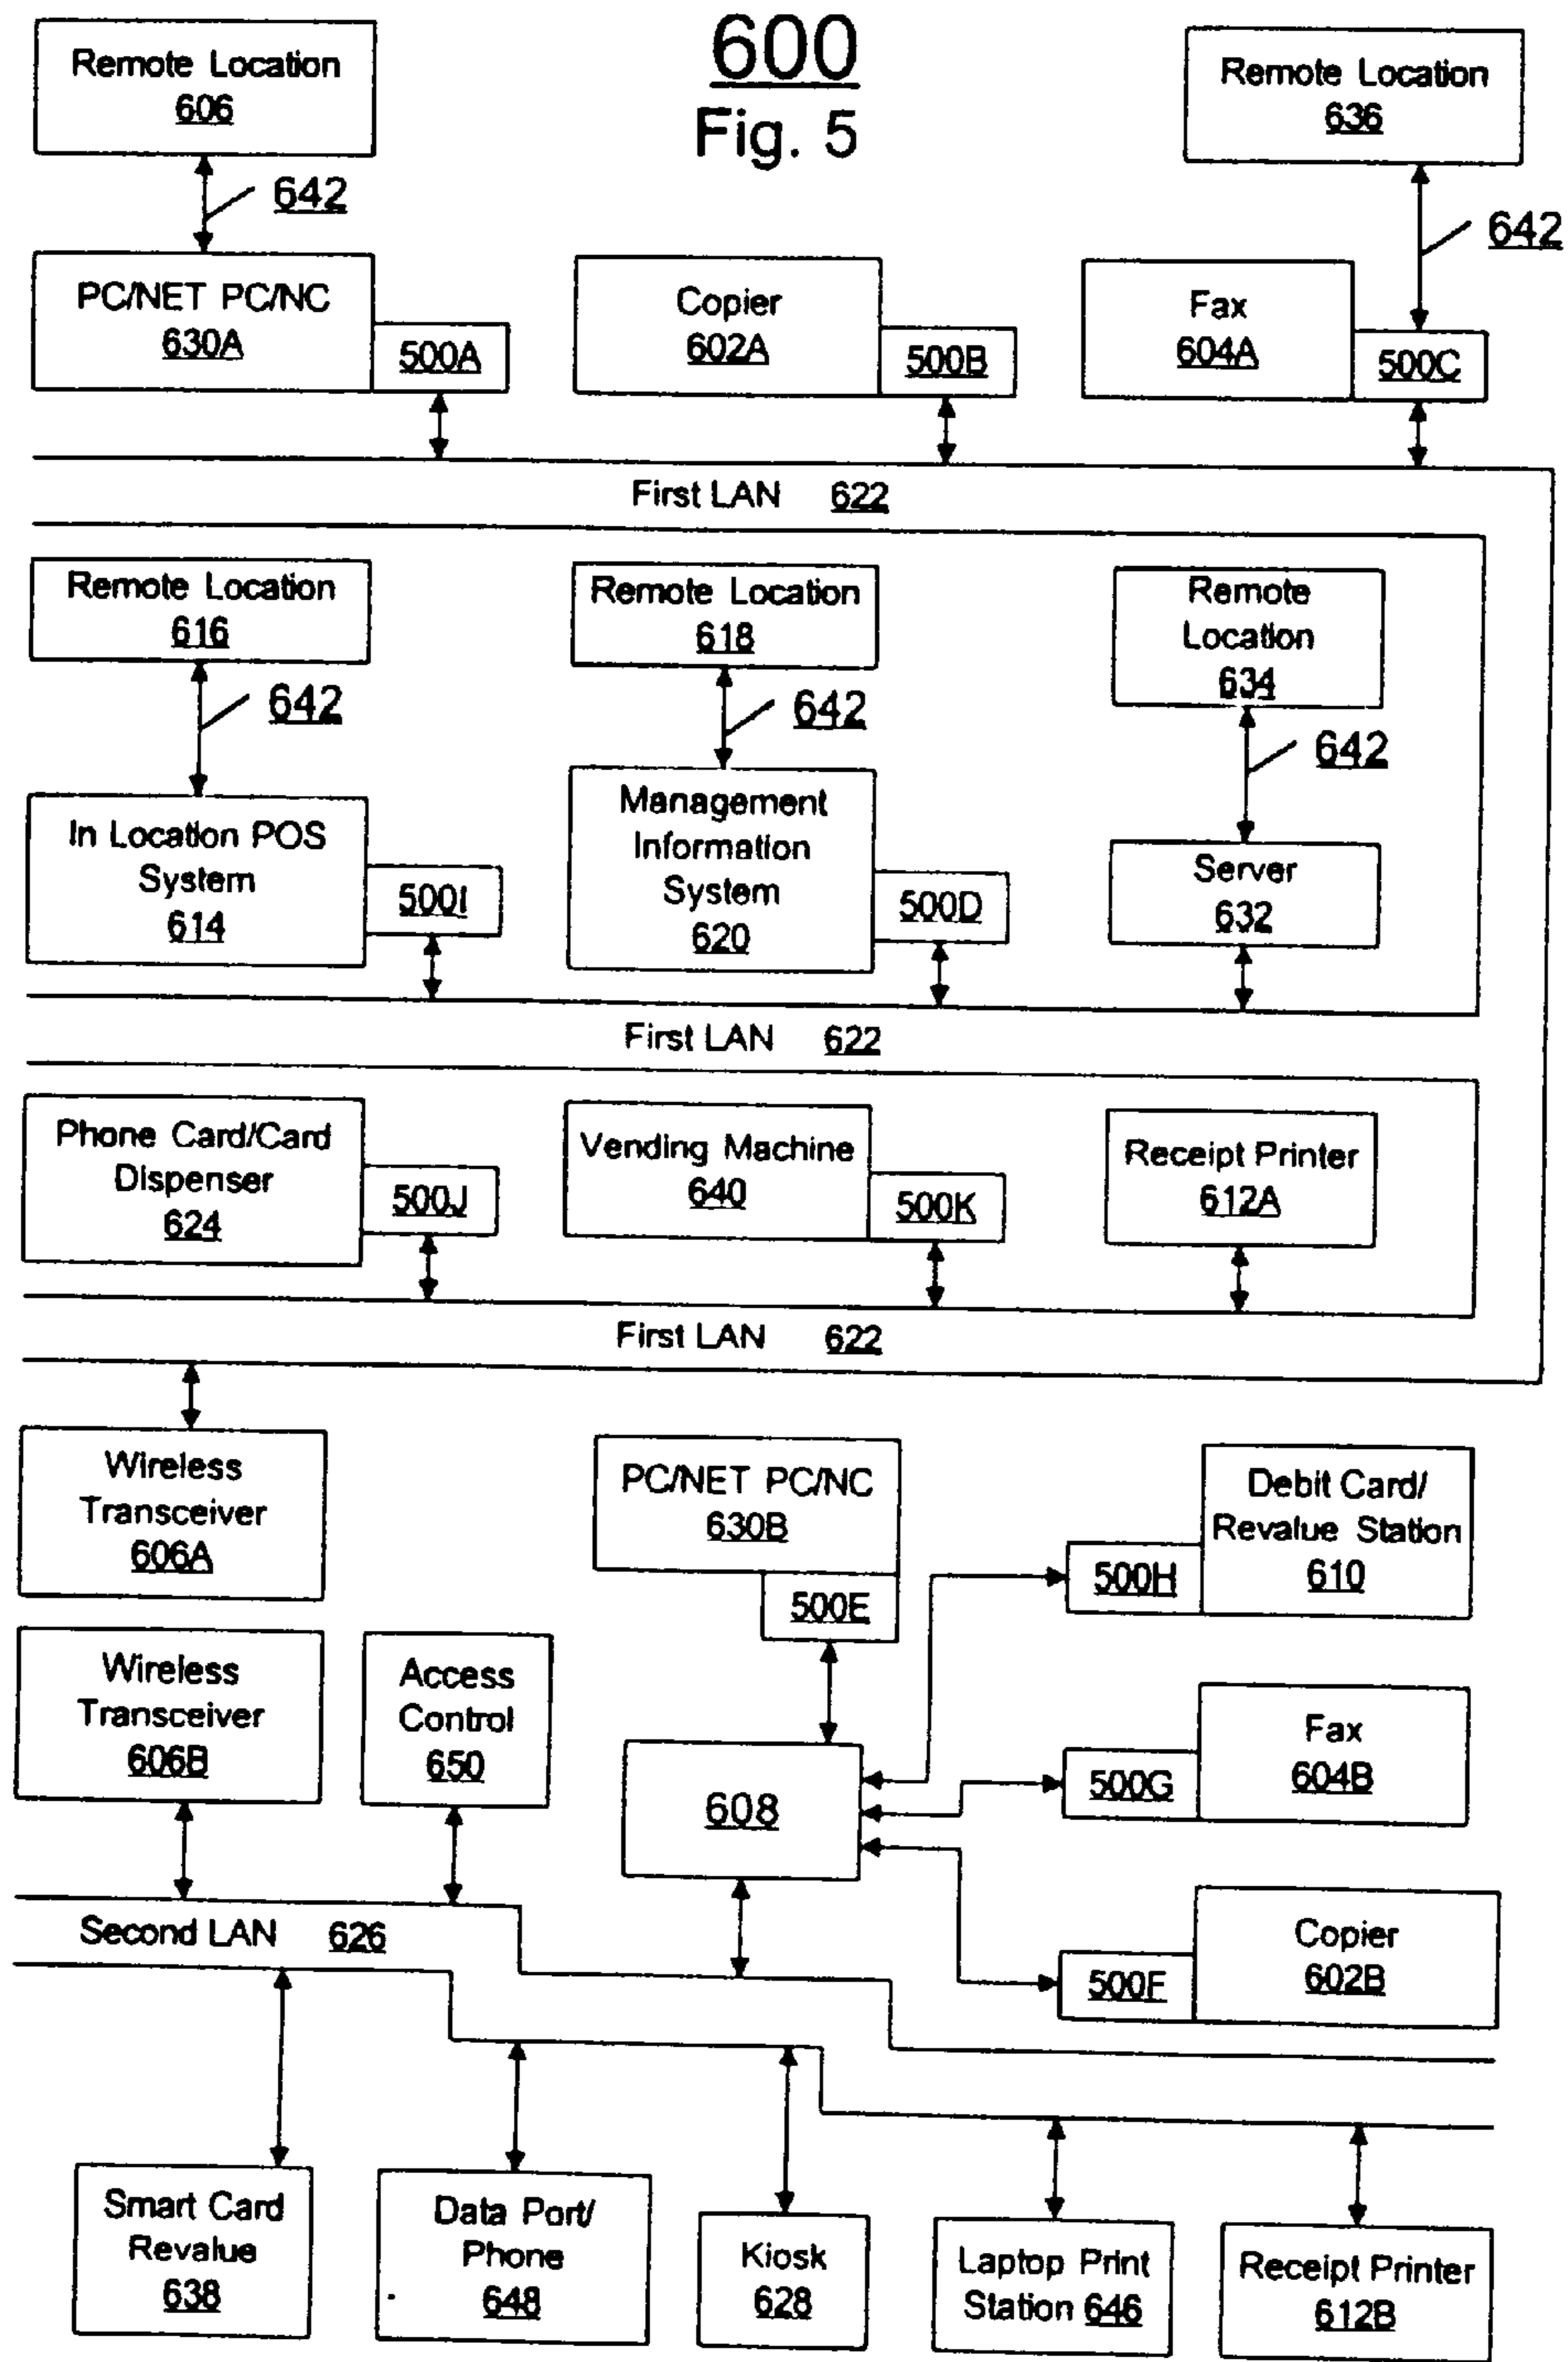 600
Fig. 5
Remote Location
606
Remote Location
636
642
642
PC/NET PC/NC
630A
500A
Copier
602A
500B
Fax
604A
500C
First LAN 622
Remote Location
616
Remote Location
618
Remote
Location
634
642
642
642
In Location POS
System
614
500I
Management
Information
System
620
500D
Server
632
First LAN 622
Phone Card/Card
Dispenser
624
500J
Vending Machine
640
500K
Receipt Printer
612A
First LAN 622
Wireless
Transceiver
606A
PC/NET PC/NC
630B
500E
Debit Card/
Revalue Station
610
500H
Wireless
Transceiver
606B
Access
Control
650
608
Fax
604B
500G
Second LAN 626
Copier
602B
500F
Smart Card
Revalue
638
Data Port/
Phone
648
Kiosk
628
Laptop Print
Station 646
Receipt Printer
612B